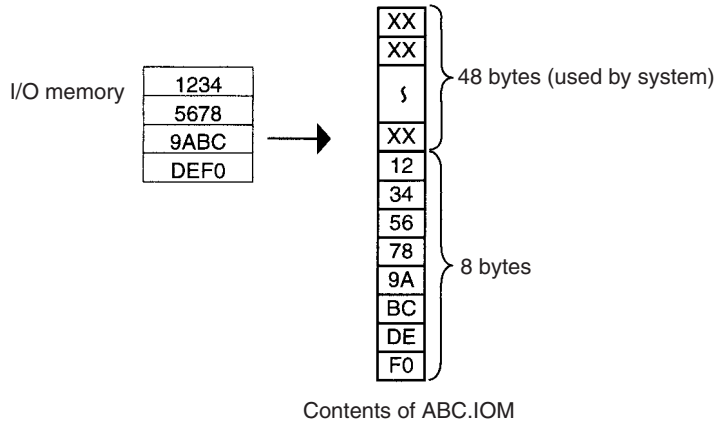 I/O memory
1234
5678
9ABC
DEF0
XX
XX
XX
12
34
56
78
9A
BC
DE
F0
48 bytes (used by system)
8 bytes
Contents of ABC.IOM